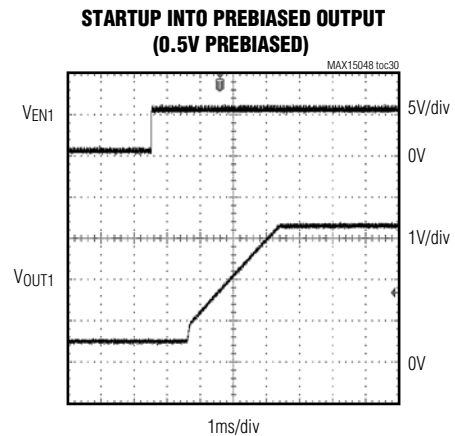 STARTUP INTO PREBIASED OUTPUT
(0.5V PREBIASED)
MAX15048 toc30
VEN1
5V/div
0V
1V/div
VOUT1
0V
1ms/div